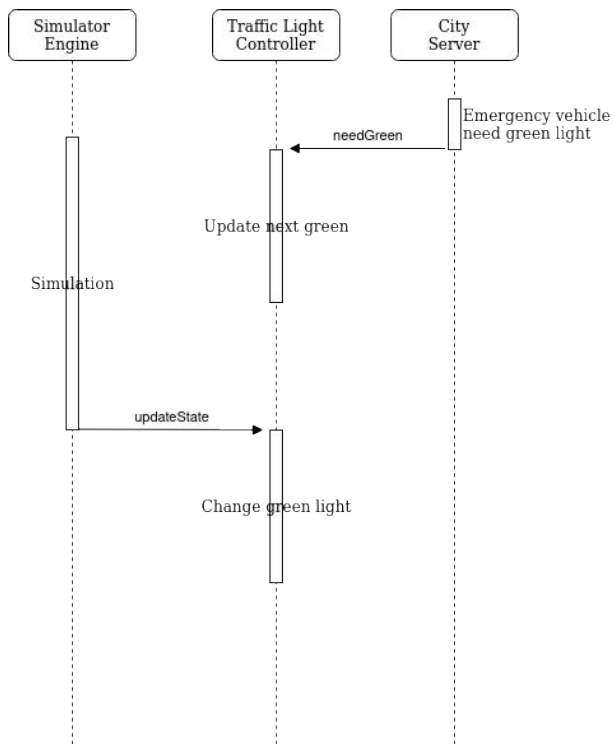 Simulator
Engine
Traffic Light
Controller
City
Server
Emergency vehicle
need green light
needGreen
Update next green
Simulation
updateState
Change green light